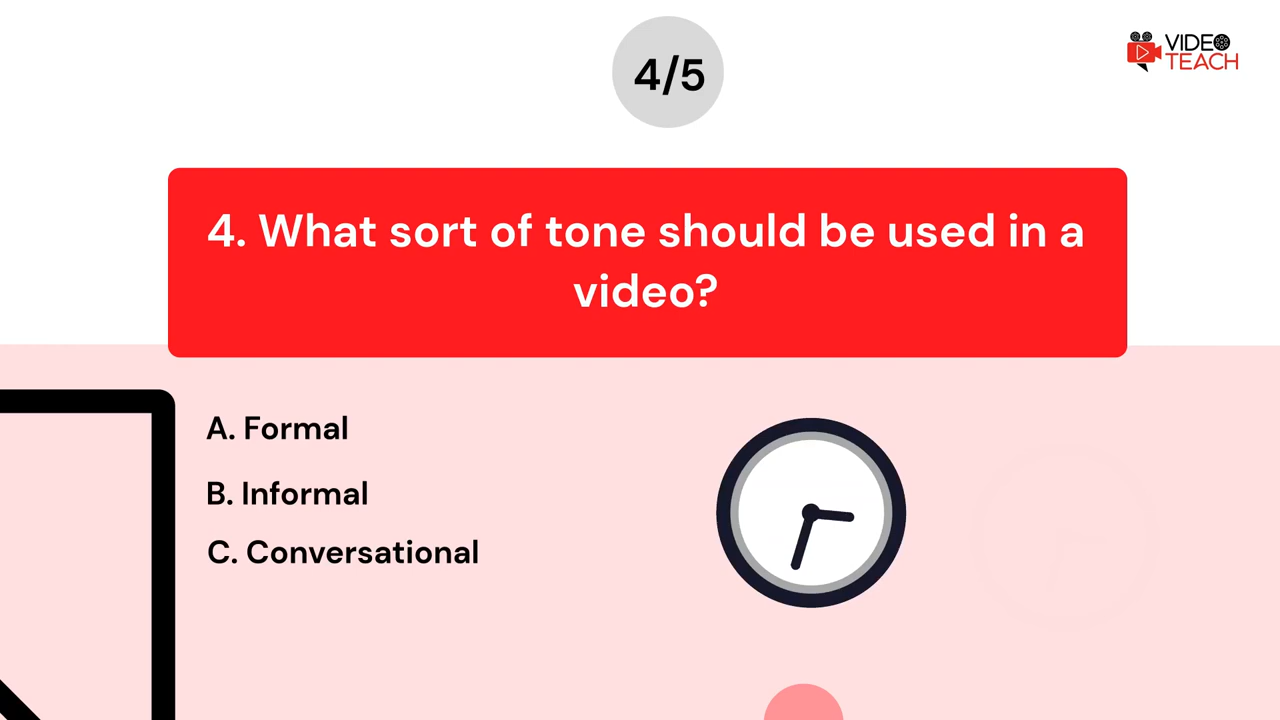 4/5
VIDEO
TEACH
4. What sort of tone should be used in a
video?
A. Formal
B. Informal
C. Conversational